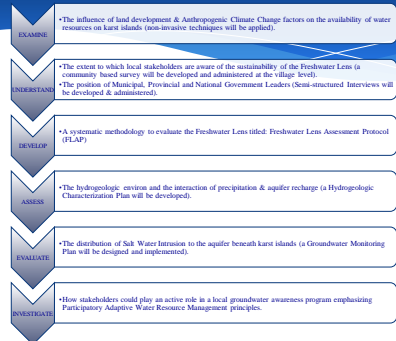 EXAMINE
•The influence of land development & Anthropogenic Climate Change factors on the availability of water
resources on karst islands (non-invasive techniques will be applied).
UNDERSTAND
•The extent to which local stakeholders are aware of the sustainability of the Freshwater Lens (a
community based survey will be developed and administered at the village level).
•The position of Municipal, Provincial and National Government Leaders (Semi-structured Interviews will
be developed & administered).
DEVELOP
•A systematic methodology to evaluate the Freshwater Lens titled: Freshwater Lens Assessment Protocol
(FLAP)
ASSESS
•The hydrogeologic environ and the interaction of precipitation & aquifer recharge (a Hydrogeologic
Characterization Plan will be developed).
EVALUATE
•The distribution of Salt Water Intrusion to the aquifer beneath karst islands (a Groundwater Monitoring
Plan will be designed and implemented).
INVESTIGATE
•How stakeholders could play an active role in a local groundwater awareness program emphasizing
Participatory Adaptive Water Resource Management principles.